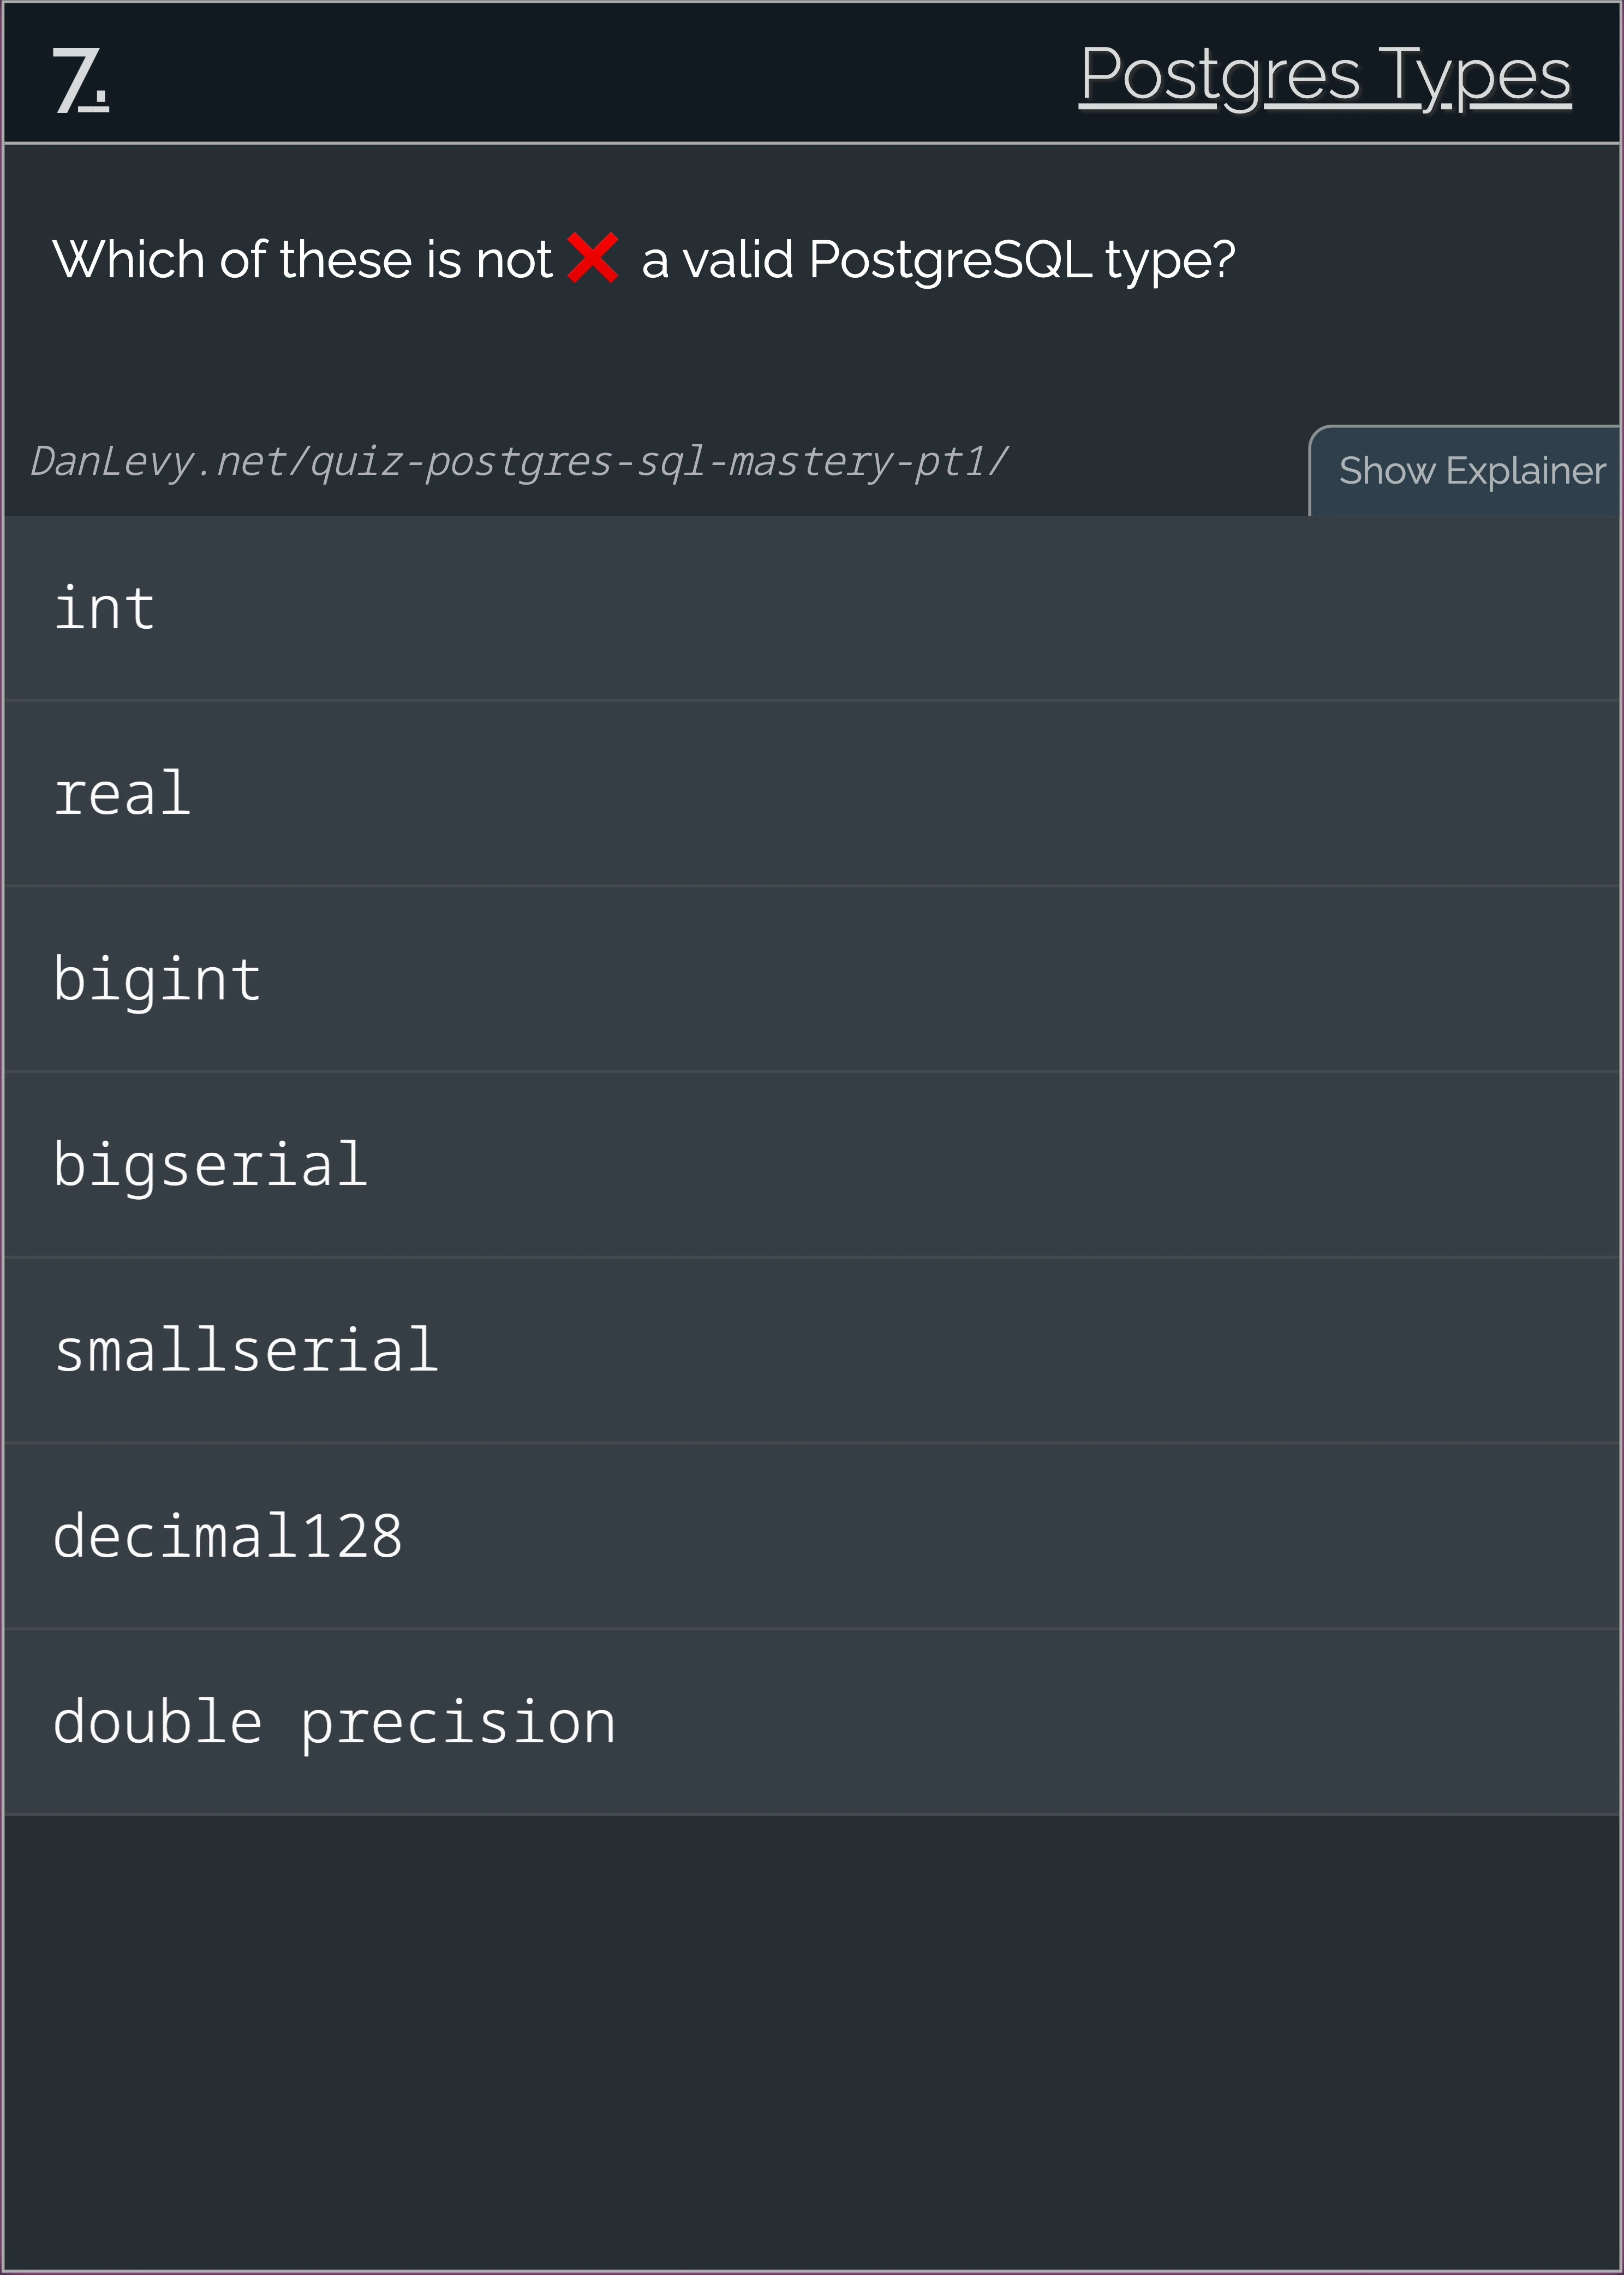 7.
Postgres Types
Which of these is not ❌ a valid PostgreSQL type?
DanLevy.net/quiz-postgres-sql-mastery-pt1/
Show Explainer
int
real
bigint
bigserial
smallserial
decimal128
double precision